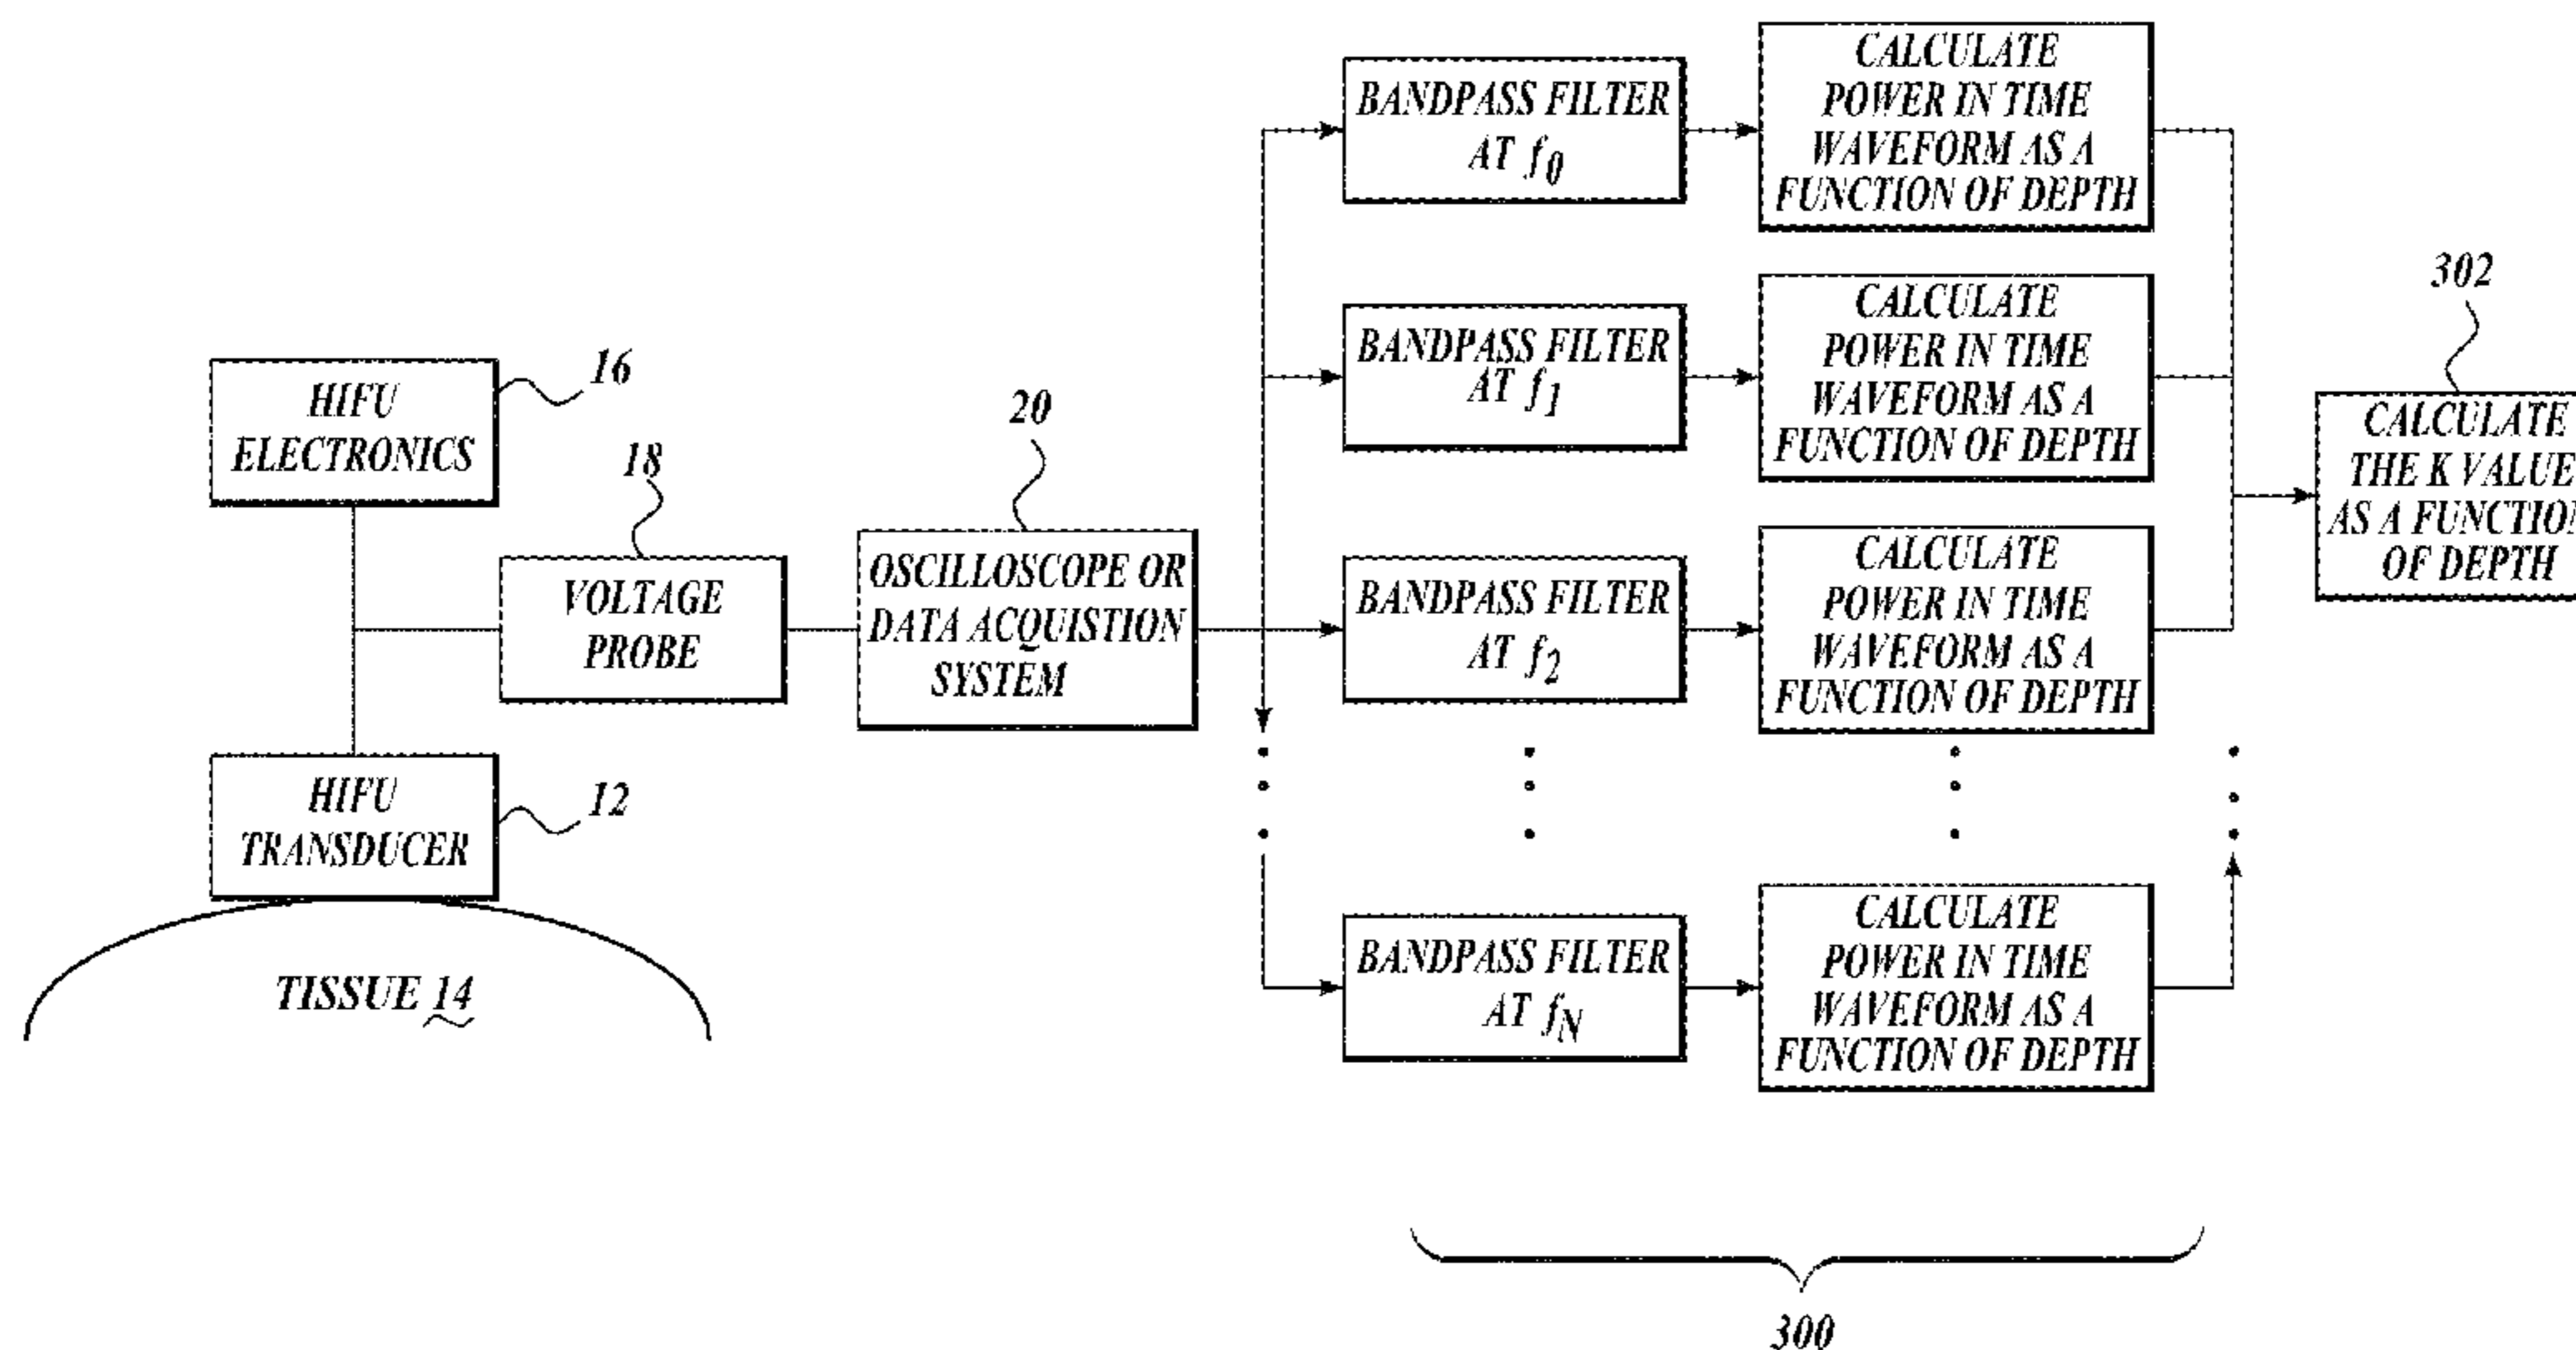 HIFU
ELECTRONICS
16
18
VOLTAGE
PROBE
HIFU
TRANSDUCER
12
TISSUE 14
20
OSCILLOSCOPE OR
DATA ACQUISTION
SYSTEM
BANDPASS FILTER
AT f0
CALCULATE
POWER IN TIME
WAVEFORM AS A
FUNCTION OF DEPTH
BANDPASS FILTER
AT f1
CALCULATE
POWER IN TIME
WAVEFORM AS A
FUNCTION OF DEPTH
BANDPASS FILTER
AT f2
CALCULATE
POWER IN TIME
WAVEFORM AS A
FUNCTION OF DEPTH
BANDPASS FILTER
AT fN
CALCULATE
POWER IN TIME
WAVEFORM AS A
FUNCTION OF DEPTH
302
CALCULATE
THE K VALUE
AS A FUNCTION
OF DEPTH
300